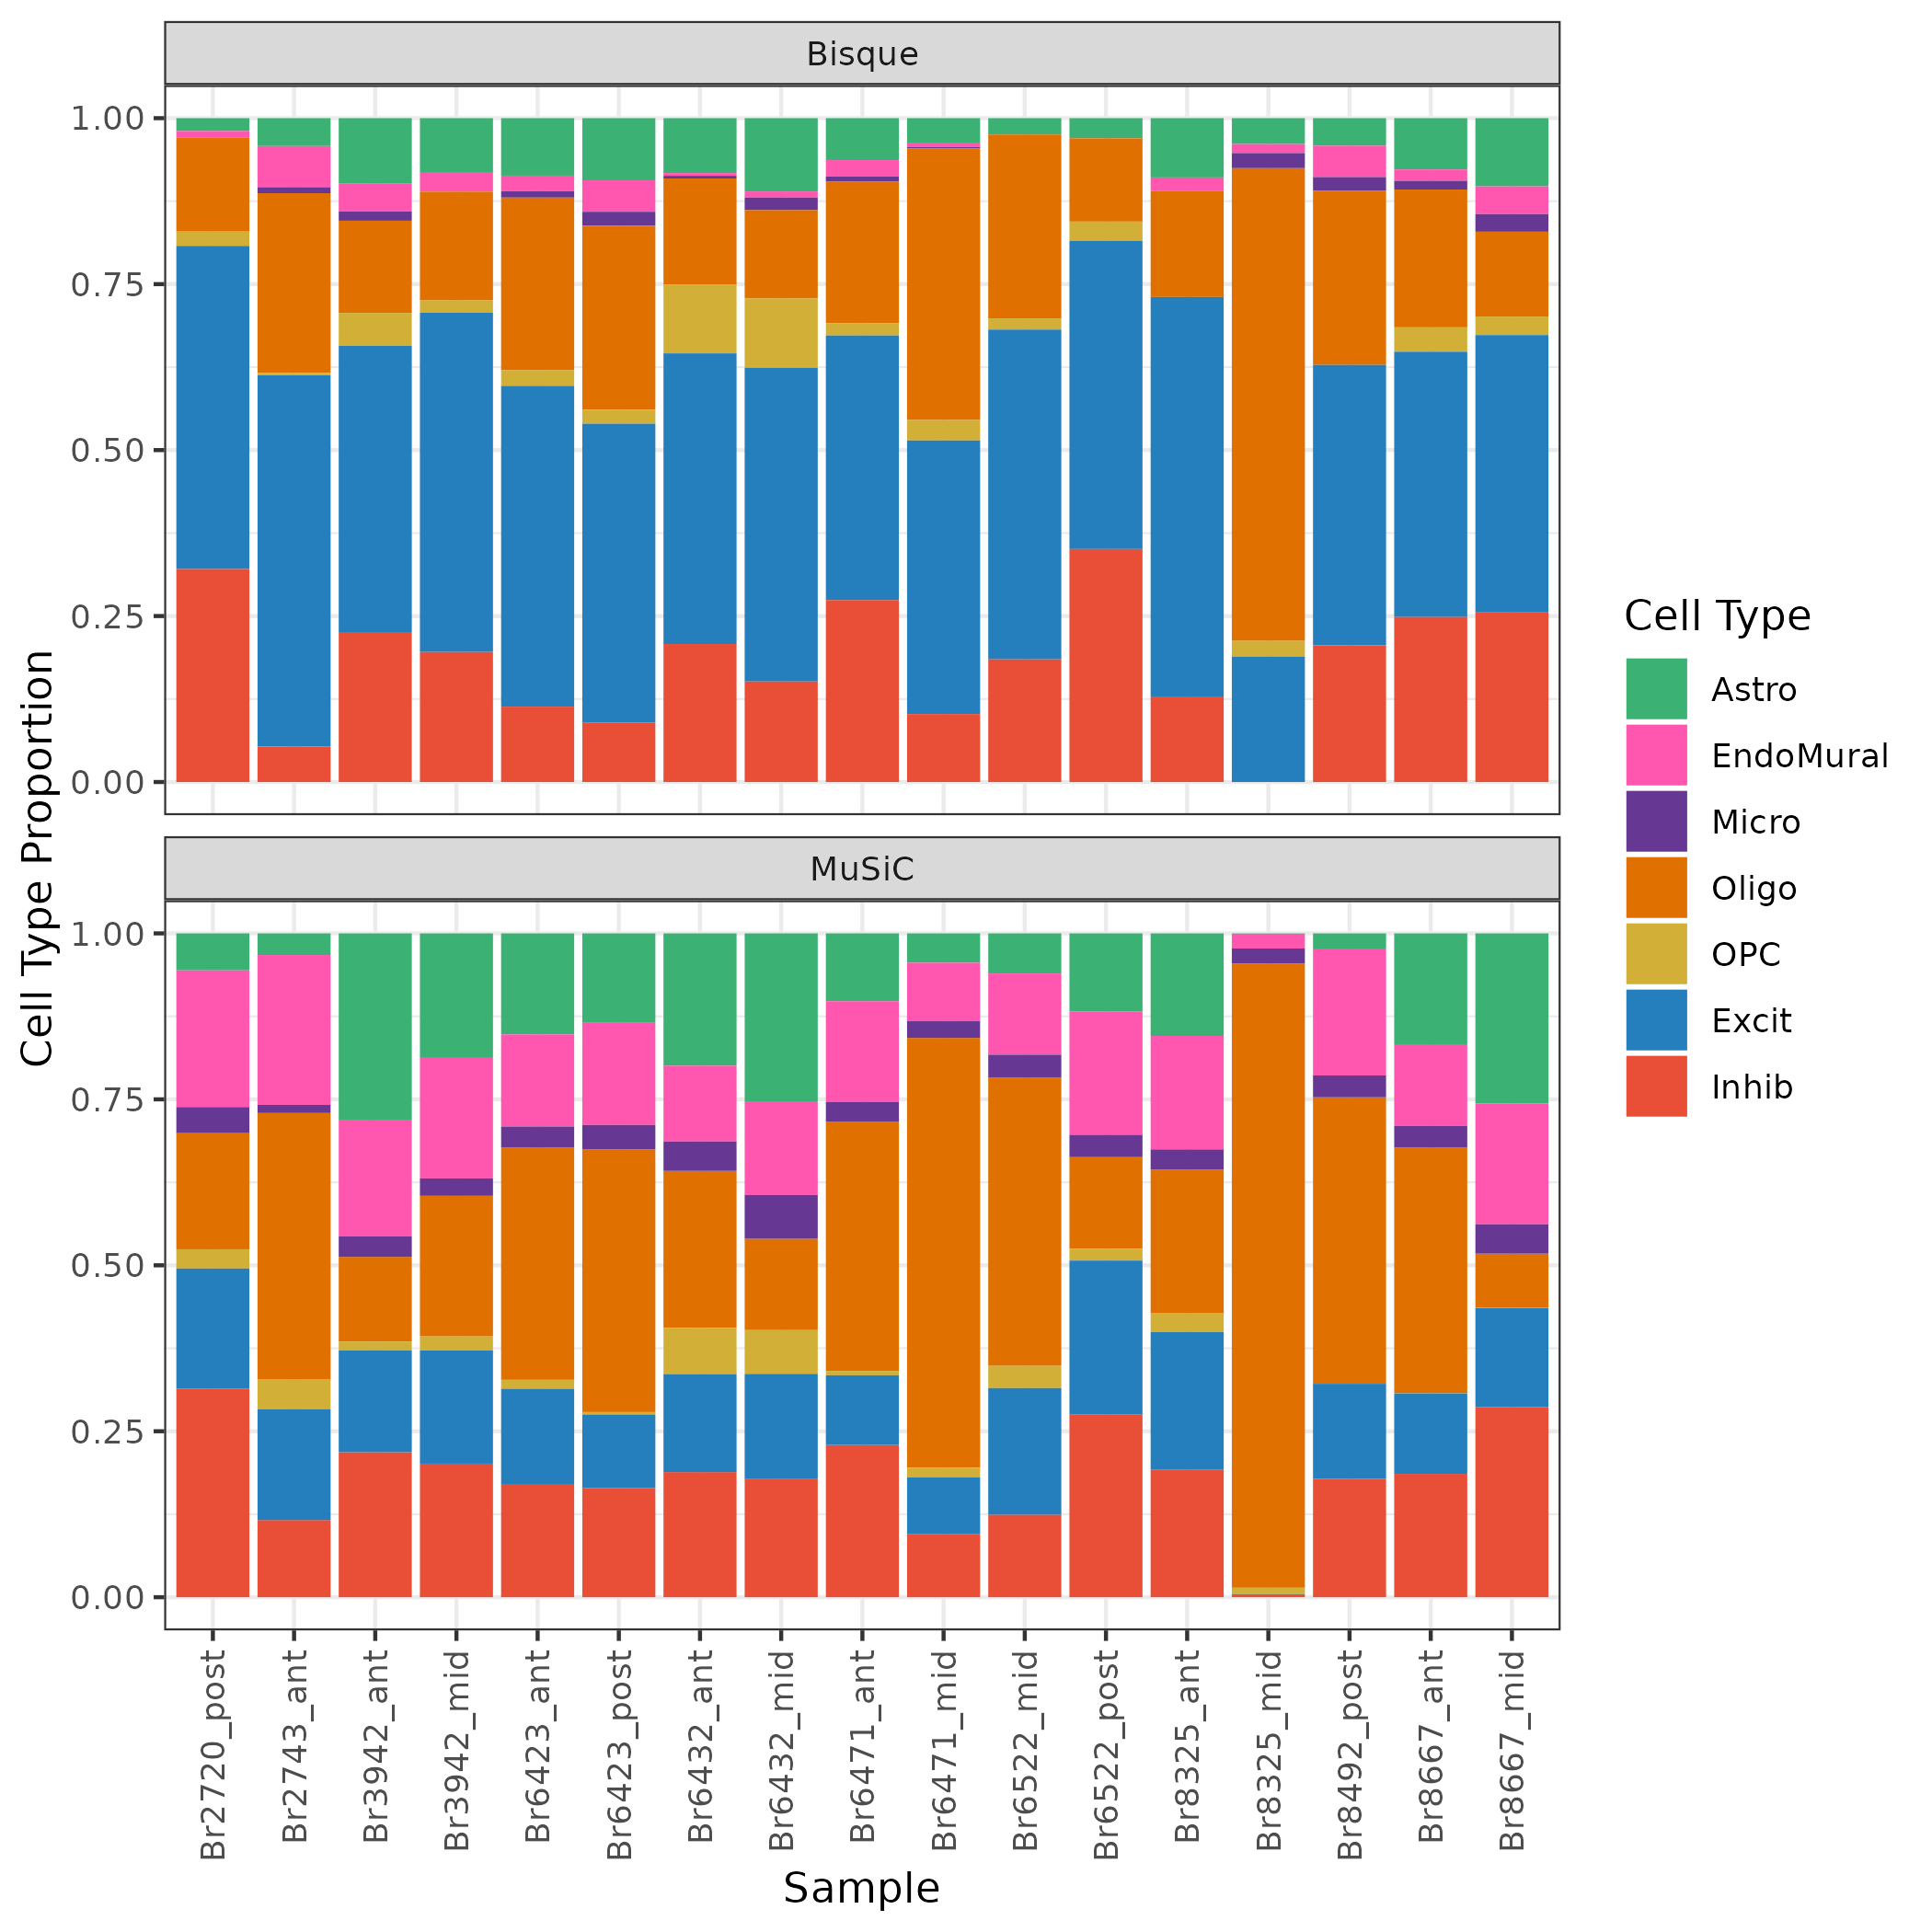 Bisque
1.00
0.75
0.50
0.25
0.00
MuSiC
1.00
0.75
0.50
0.25
0.00
Cell Type Proportion
Br2720_post
Br2743_ant
Br3942_ant
Br3942_mid
Br6423_ant
Br6423_post
Br6432_ant
Br6432_mid
Br6471_ant
Br6471_mid
Br6522_mid
Br6522_post
Br8325_ant
Br8325_mid
Br8492_post
Br8667_ant
Br8667_mid
Sample
Cell Type
Astro
EndoMural
Micro
Oligo
OPC
Excit
Inhib